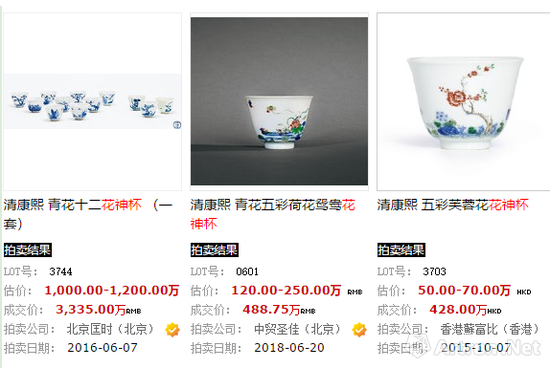 清康熙 青花十二花神杯 （一
套）
拍卖结果
LOT号： 3744
估价： 1,000.00-1,200.00万
成交价： 3,335.00万RMB
拍卖公司： 北京匡时（北京）
拍卖日期： 2016-06-07
清康熙 青花五彩荷花鸳鸯花
神杯
拍卖结果
LOT号： 0601
估价： 120.00-250.00万 RMB
成交价： 488.75万RMB
拍卖公司： 中贸圣佳（北京）
拍卖日期： 2018-06-20
清康熙 五彩芙蓉花花神杯
拍卖结果
LOT号： 3703
估价： 50.00-70.00万 HKD
成交价： 428.00万HKD
拍卖公司： 香港蘇富比（香港）
拍卖日期： 2015-10-07
Artron.Net